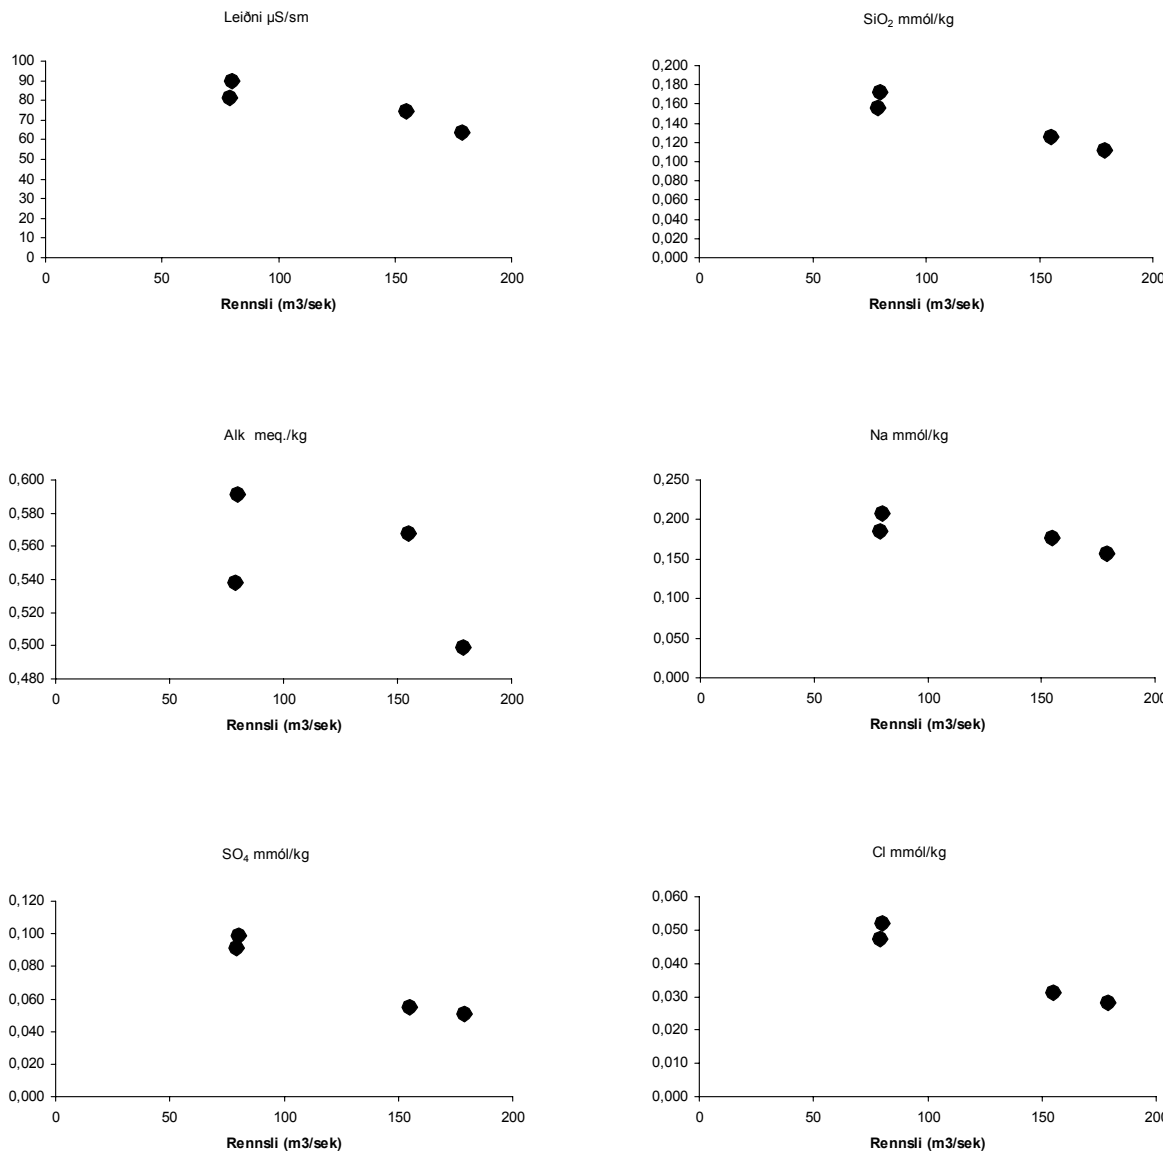 Leiðni µS/sm
100
90
80
70
60
50
40
30
20
10
0
0 50 100 150 200
Rennsli (m3/sek)
SiO₂ mmól/kg
0,200
0,180
0,160
0,140
0,120
0,100
0,080
0,060
0,040
0,020
0,000
0 50 100 150 200
Rennsli (m3/sek)
Alk meq./kg
0,600
0,580
0,560
0,540
0,520
0,500
0,480
0 50 100 150 200
Rennsli (m3/sek)
Na mmól/kg
0,250
0,200
0,150
0,100
0,050
0,000
0 50 100 150 200
Rennsli (m3/sek)
SO₄ mmól/kg
0,120
0,100
0,080
0,060
0,040
0,020
0,000
0 50 100 150 200
Rennsli (m3/sek)
Cl mmól/kg
0,060
0,050
0,040
0,030
0,020
0,010
0,000
0 50 100 150 200
Rennsli (m3/sek)